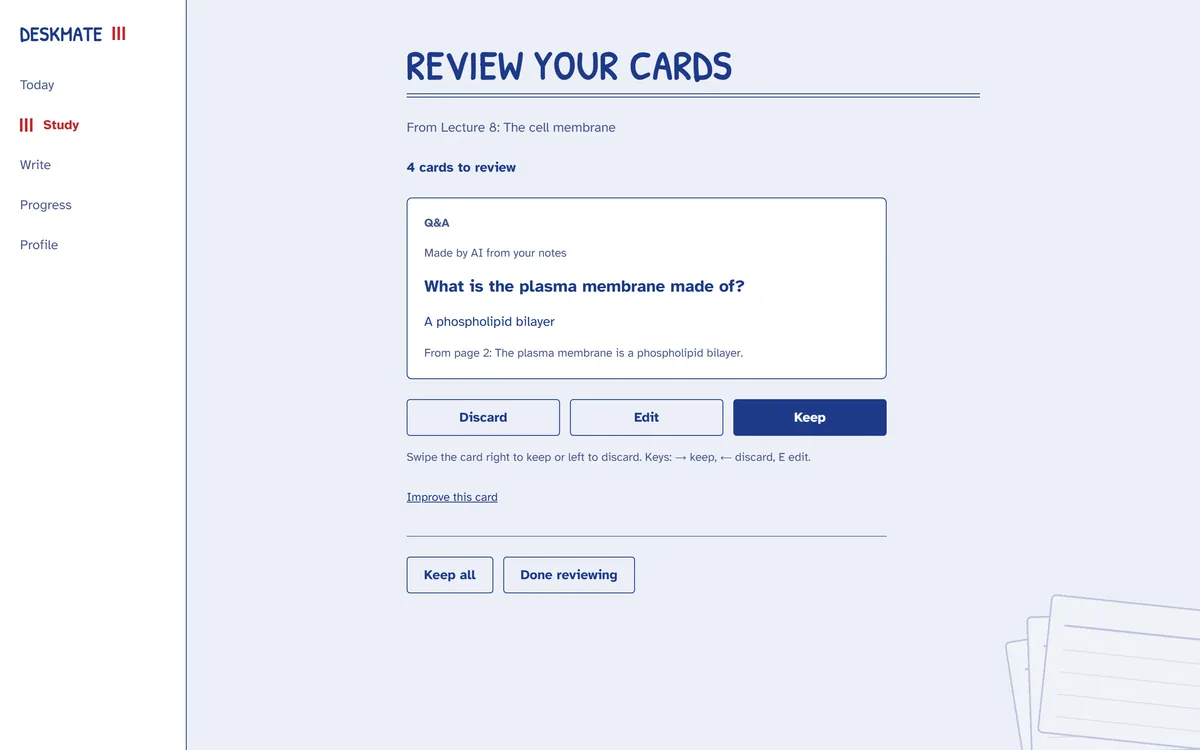 DESKMATE
Today
Study
Write
Progress
Profile
REVIEW YOUR CARDS
From Lecture 8: The cell membrane
4 cards to review
Q&A
Made by AI from your notes
What is the plasma membrane made of?
A phospholipid bilayer
From page 2: The plasma membrane is a phospholipid bilayer.
Discard
Edit
Keep
Swipe the card right to keep or left to discard. Keys: → keep, ← discard, E edit.
Improve this card
Keep all
Done reviewing